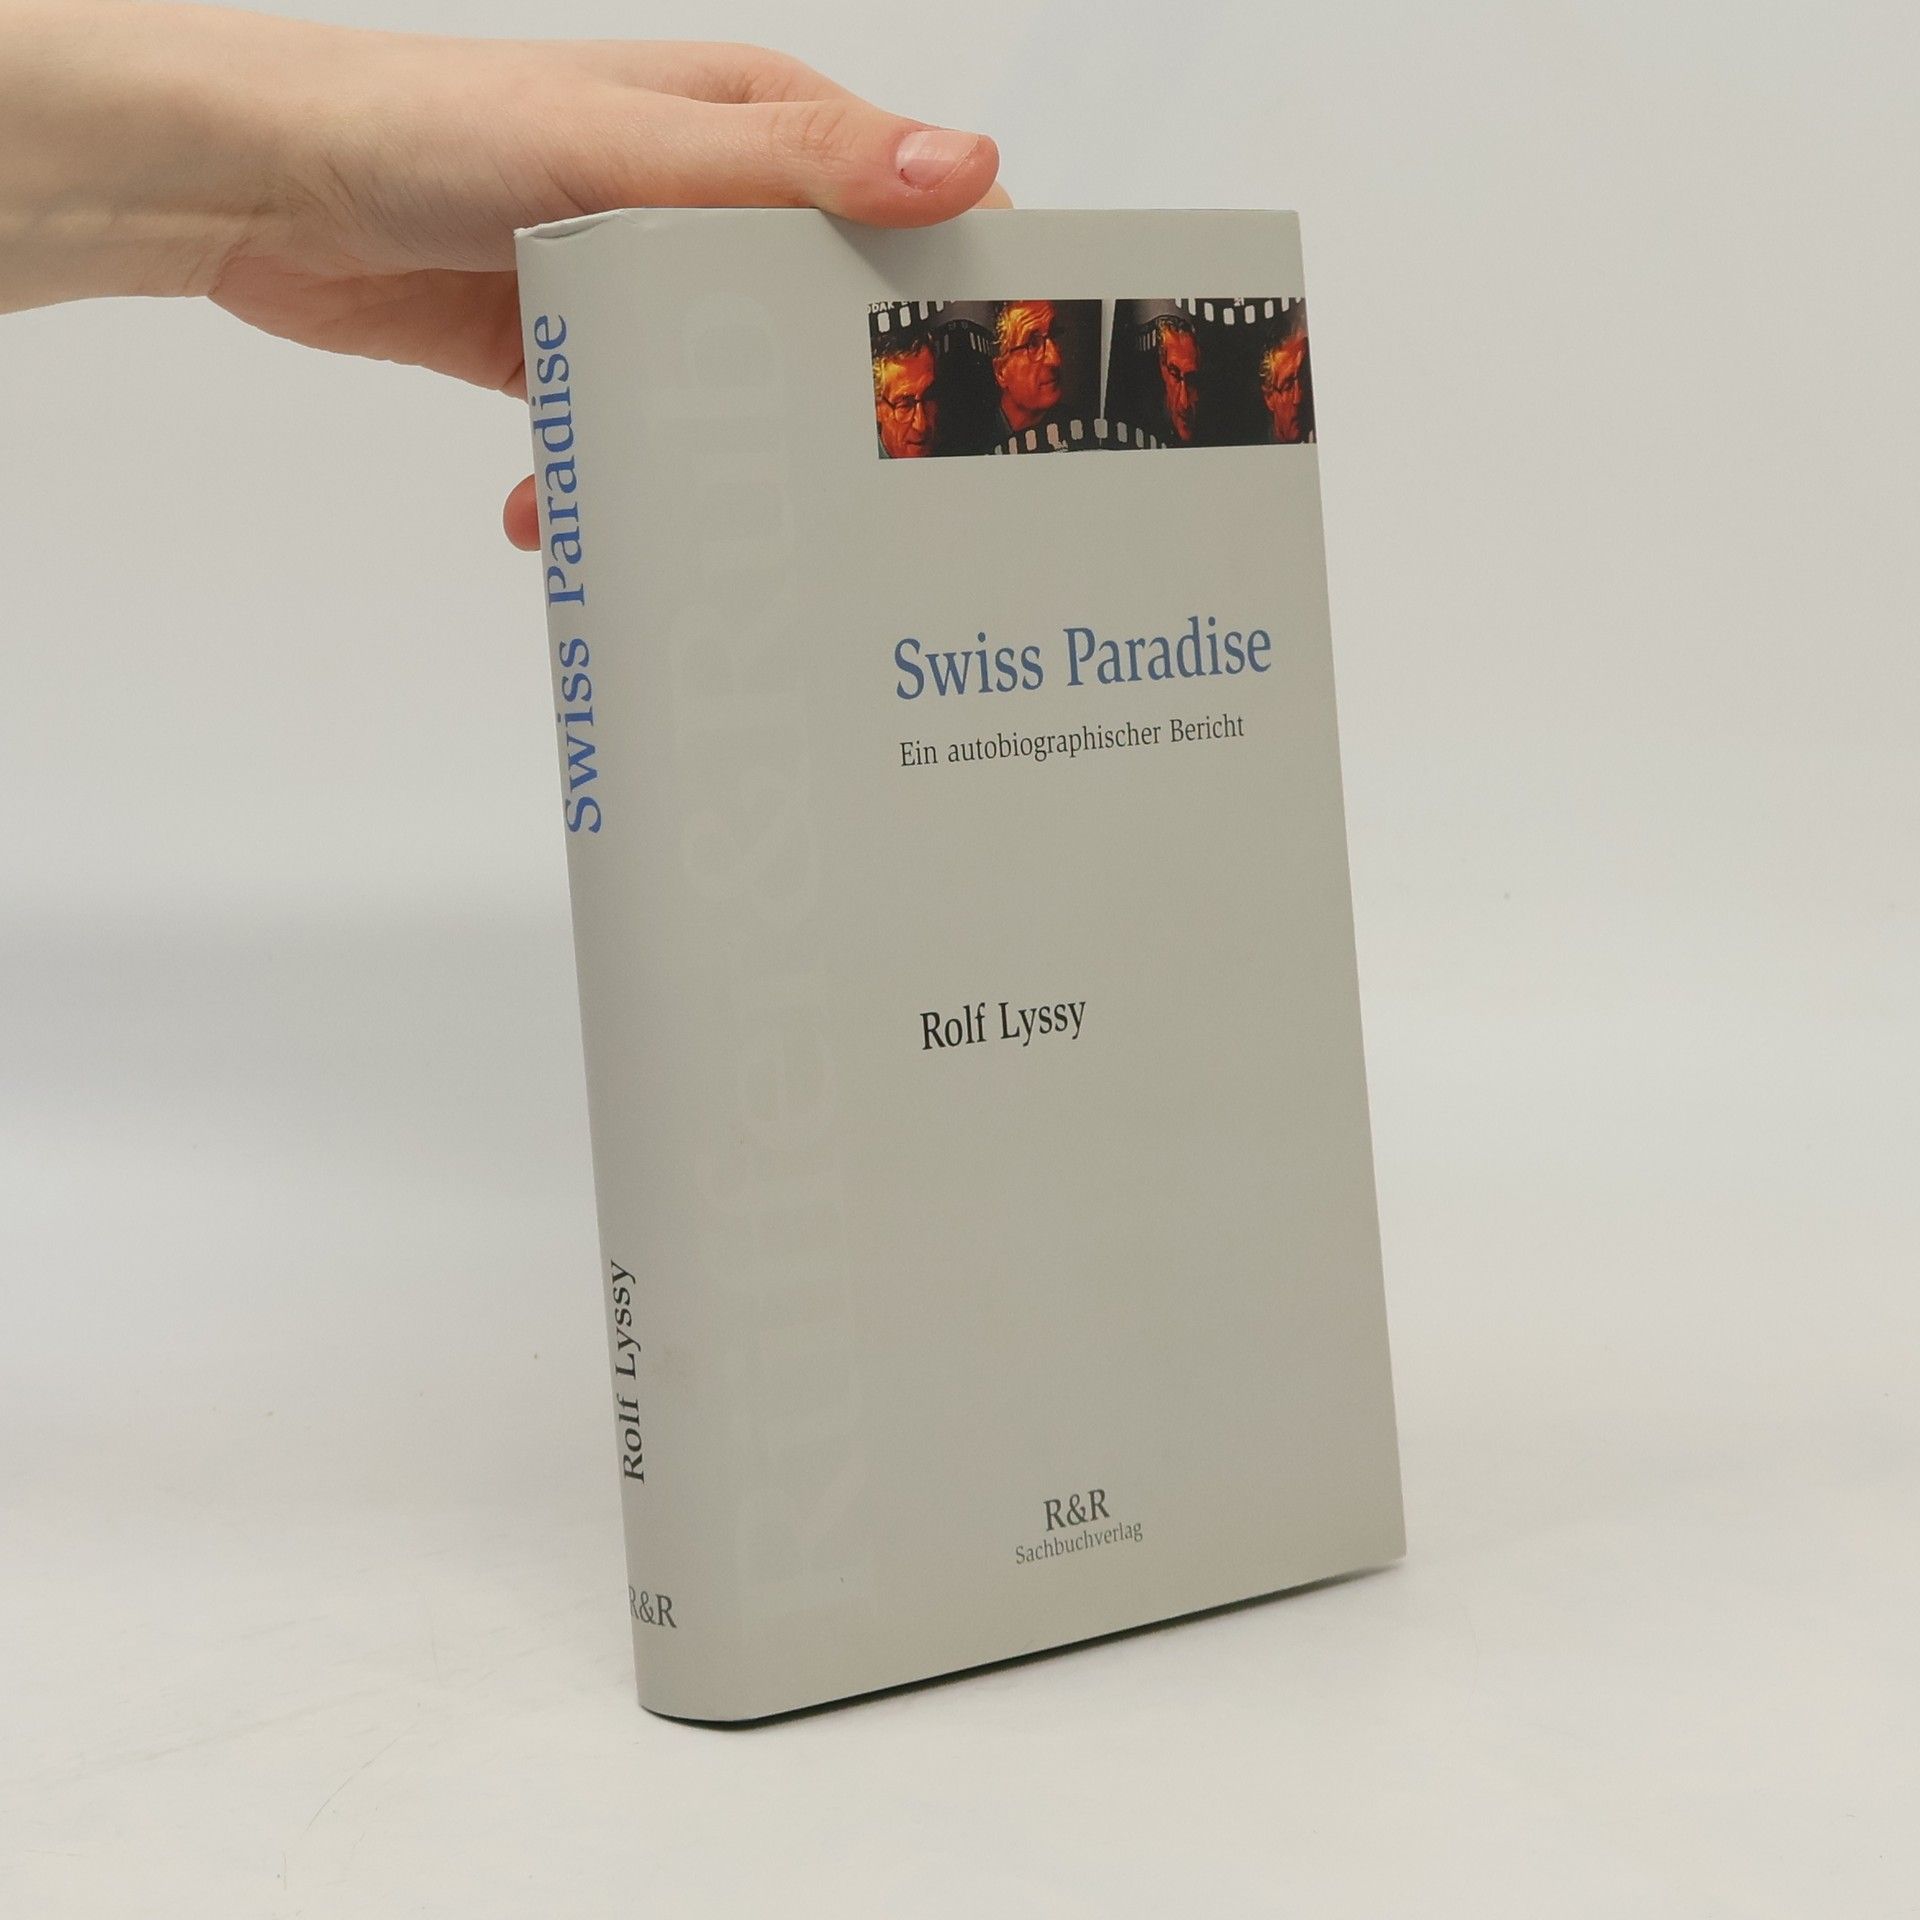 Swiss Paradise
Rolf Lyssy
R&R
Swiss Paradise
Ein autobiographischer Bericht
Rolf Lyssy
R&R
Sachbuchverlag